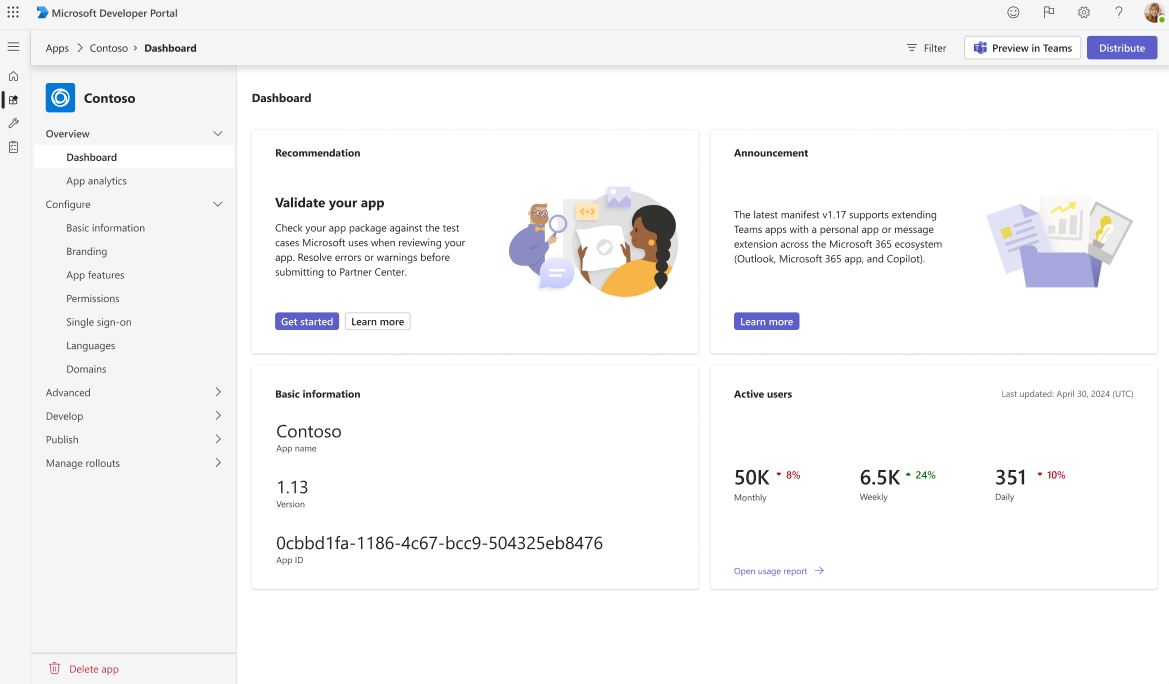 Microsoft Developer Portal
Apps > Contoso > Dashboard
Filter
Preview in Teams
Distribute
Contoso
Overview
Dashboard
App analytics
Configure
Basic information
Branding
App features
Permissions
Single sign-on
Languages
Domains
Advanced
Develop
Publish
Manage rollouts
Delete app
Dashboard
Recommendation
Validate your app
Check your app package against the test
cases Microsoft uses when reviewing your
app. Resolve errors or warnings before
submitting to Partner Center.
Get started
Learn more
Announcement
The latest manifest v1.17 supports extending
Teams apps with a personal app or message
extension across the Microsoft 365 ecosystem
(Outlook, Microsoft 365 app, and Copilot).
Learn more
Basic information
Contoso
App name
1.13
Version
0cbbd1fa-1186-4c67-bcc9-504325eb8476
App ID
Active users
Last updated: April 30, 2024 (UTC)
50K 8%
Monthly
6.5K 24%
Weekly
351 10%
Daily
Open usage report